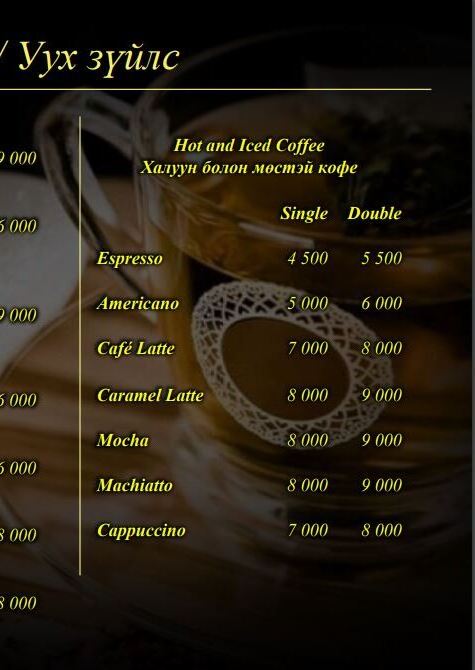 / Уух зүйлс
9 000
6 000
9 000
6 000
6 000
8 000
8 000
Hot and Iced Coffee
Халуун болон мөстэй кофе
Single Double
Espresso 4 500 5 500
Americano 5 000 6 000
Café Latte 7 000 8 000
Caramel Latte 8 000 9 000
Mocha 8 000 9 000
Machiatto 8 000 9 000
Cappuccino 7 000 8 000